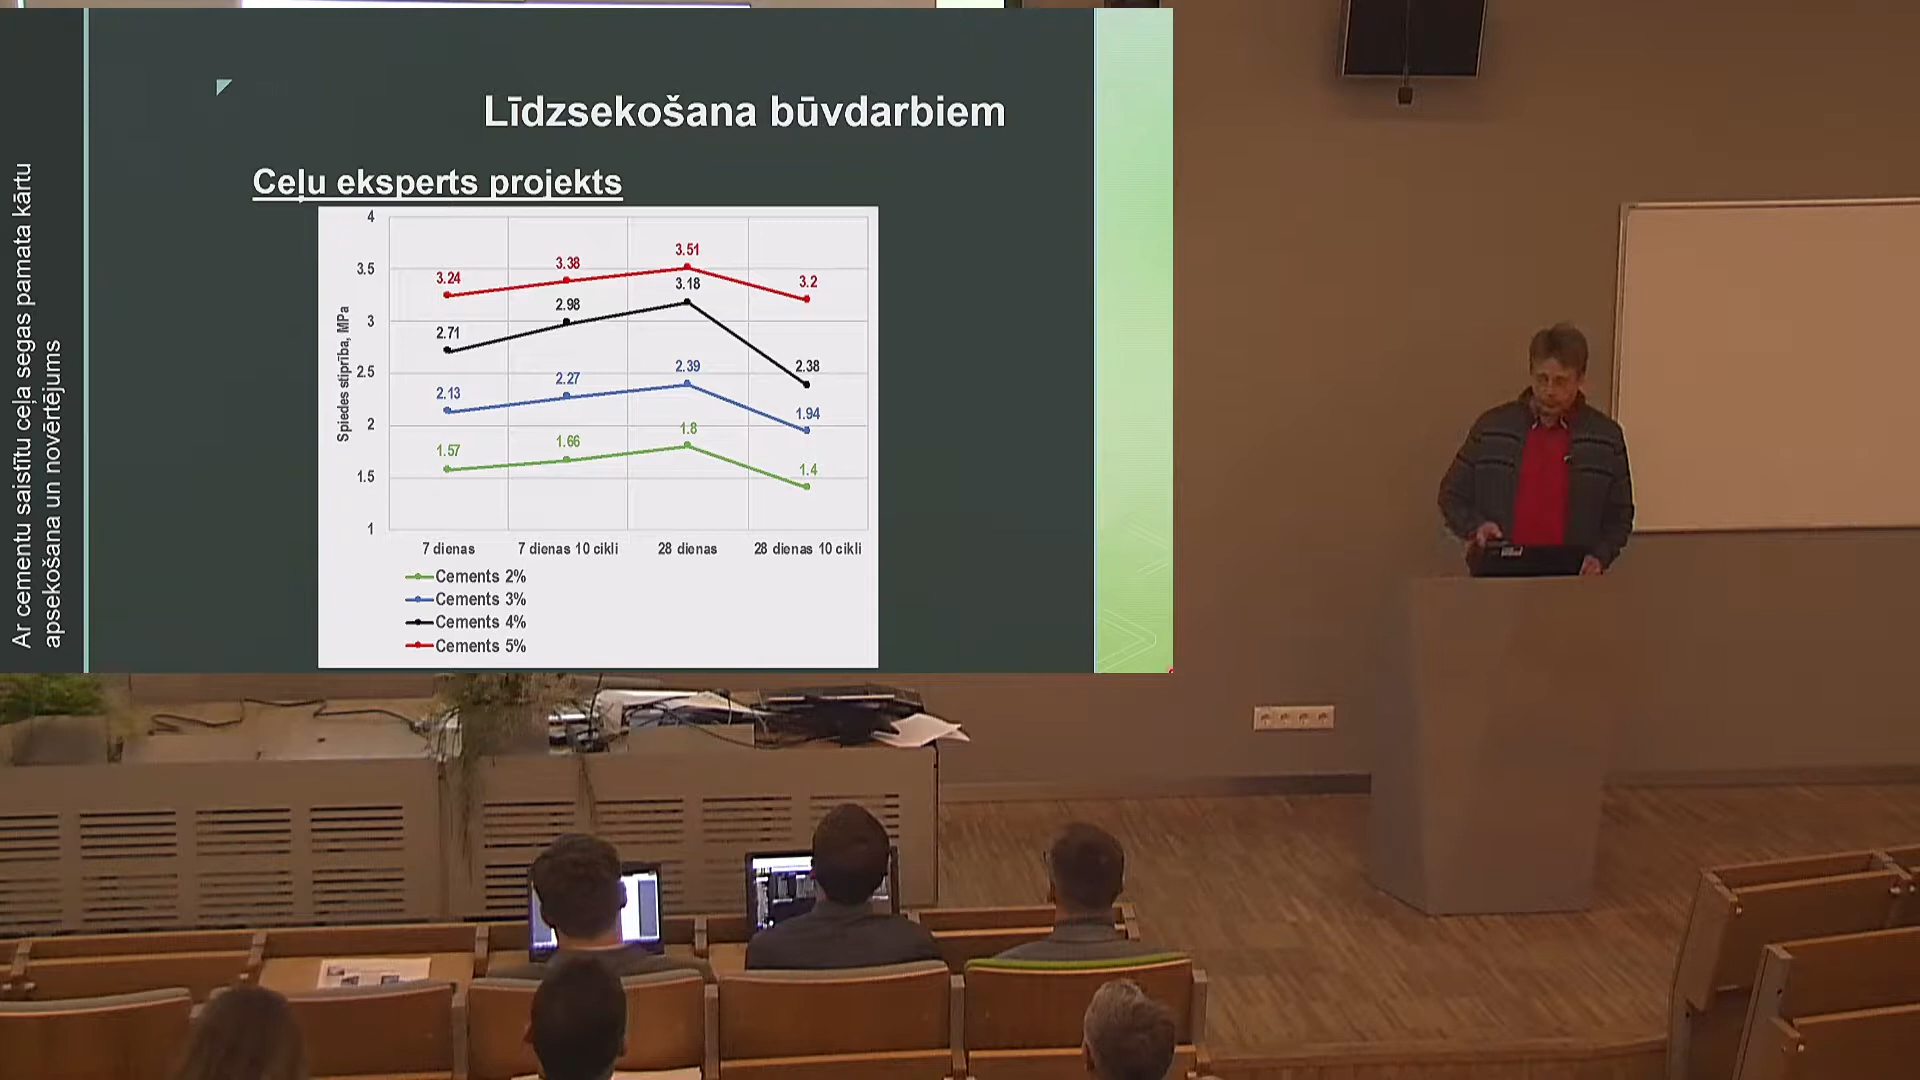 Ar cementu saistītu ceļa segas pamata kārtu
apsekošana un novērtējums
Līdzsekošana būvdarbiem
Ceļu eksperts projekts
Spiedes stiprība, MPa
4
3.5
3
2.5
2
1.5
1
3.24
3.38
3.51
3.2
2.71
2.98
3.18
2.38
2.13
2.27
2.39
1.94
1.57
1.66
1.8
1.4
7 dienas
7 dienas 10 cikli
28 dienas
28 dienas 10 cikli
Cements 2%
Cements 3%
Cements 4%
Cements 5%